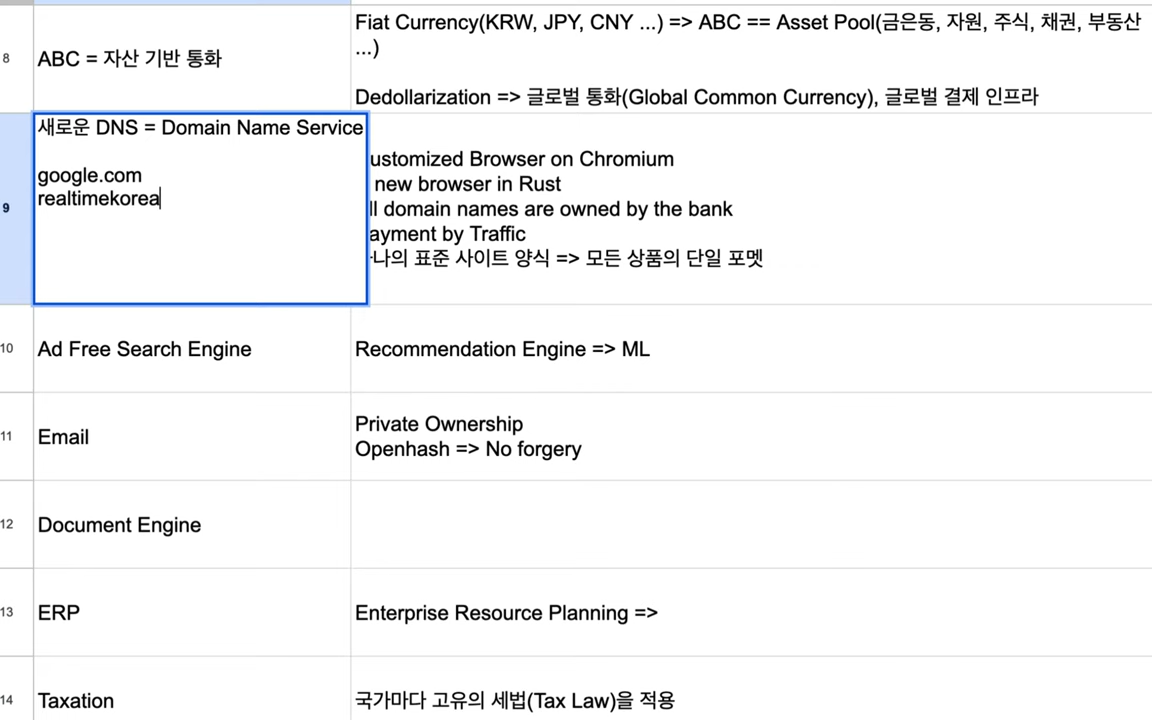 8
ABC = 자산 기반 통화
Fiat Currency(KRW, JPY, CNY ...) => ABC == Asset Pool(금은동, 자원, 주식, 채권, 부동산
...)
Dedollarization => 글로벌 통화(Global Common Currency), 글로벌 결제 인프라
9
새로운 DNS = Domain Name Service
google.com
realtimekorea
ustomized Browser on Chromium
new browser in Rust
ll domain names are owned by the bank
ayment by Traffic
나의 표준 사이트 양식 => 모든 상품의 단일 포멧
10
Ad Free Search Engine
Recommendation Engine => ML
11
Email
Private Ownership
Openhash => No forgery
12
Document Engine
13
ERP
Enterprise Resource Planning =>
14
Taxation
국가마다 고유의 세법(Tax Law)을 적용